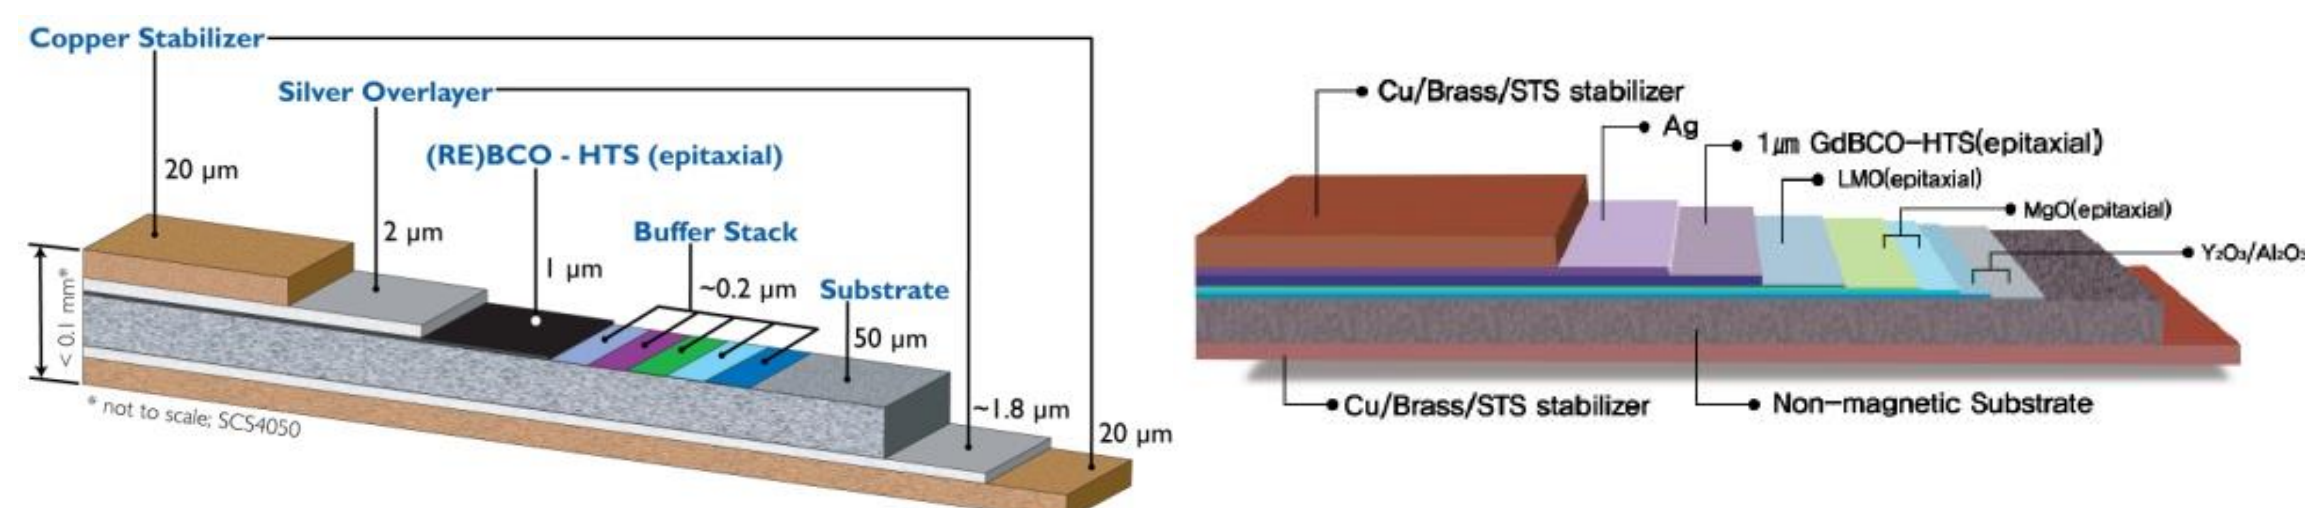 Copper Stabilizer
Silver Overlayer
(RE)BCO - HTS (epitaxial)
20 µm
Buffer Stack
2 µm
1 µm
~0.2 µm
Substrate
50 µm
< 0.1 mm*
* not to scale; SCS4050
~1.8 µm
20 µm
Cu/Brass/STS stabilizer
Ag
1㎛ GdBCO-HTS(epitaxial)
LMO(epitaxial)
MgO(epitaxial)
Y₂O₃/Al₂O₃
Cu/Brass/STS stabilizer
Non-magnetic Substrate